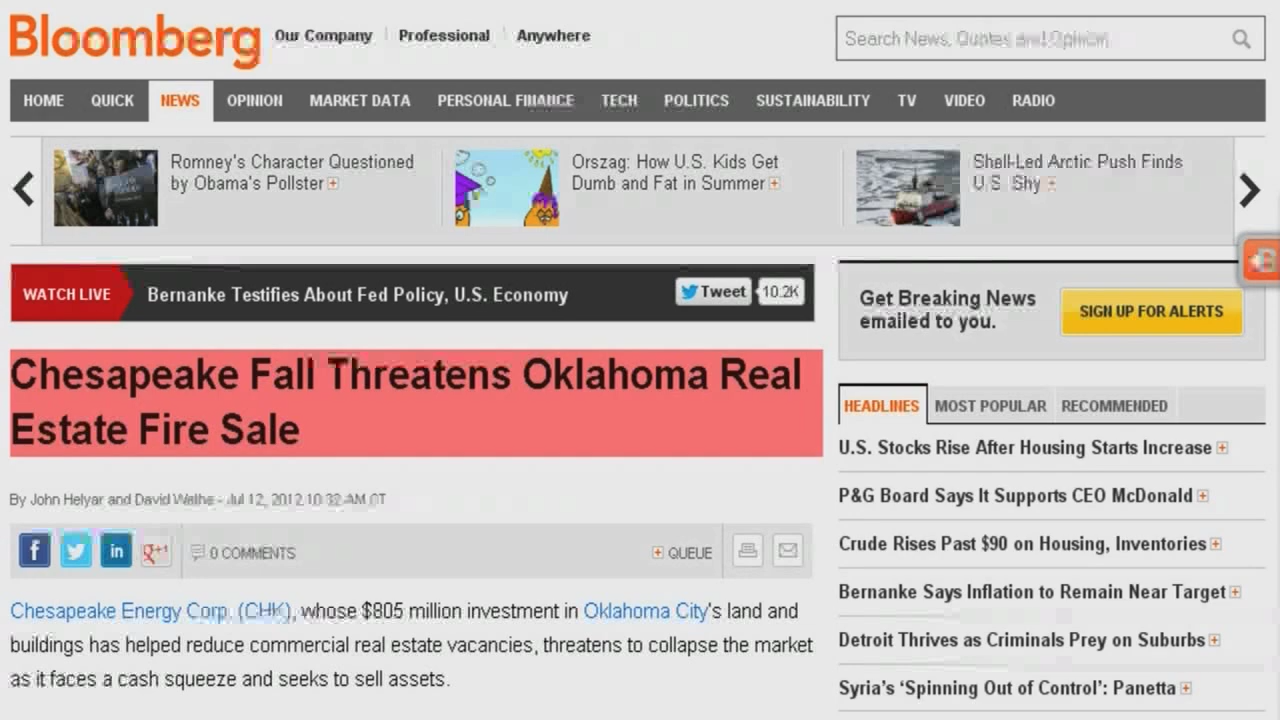 Bloomberg
Our Company
Professional
Anywhere
Search News, Quotes and Opinion
HOME
QUICK
NEWS
OPINION
MARKET DATA
PERSONAL FINANCE
TECH
POLITICS
SUSTAINABILITY
TV
VIDEO
RADIO
Romney's Character Questioned
by Obama's Pollster
Orszag: How U.S. Kids Get
Dumb and Fat in Summer
Shell-Led Arctic Push Finds
U.S. Shy
WATCH LIVE
Bernanke Testifies About Fed Policy, U.S. Economy
Tweet
10.2K
Get Breaking News
emailed to you.
SIGN UP FOR ALERTS
Chesapeake Fall Threatens Oklahoma Real
Estate Fire Sale
By John Helyar and David - Jul 12, 2012 10:32 AM CT
0 COMMENTS
QUEUE
Chesapeake Energy Corp. (CHK), whose $805 million investment in Oklahoma City's land and
buildings has helped reduce commercial real estate vacancies, threatens to collapse the market
as it faces a cash squeeze and seeks to sell assets.
HEADLINES
MOST POPULAR
RECOMMENDED
U.S. Stocks Rise After Housing Starts Increase
P&G Board Says It Supports CEO McDonald
Crude Rises Past $90 on Housing, Inventories
Bernanke Says Inflation to Remain Near Target
Detroit Thrives as Criminals Prey on Suburbs
Syria's 'Spinning Out of Control': Panetta